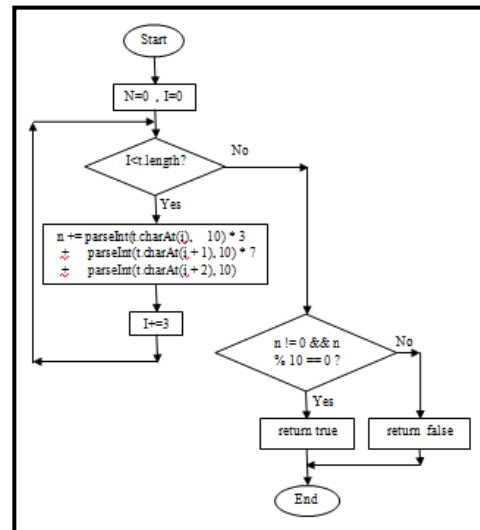 Start
N=0 , I=0
I<t.length?
No
Yes
n += parseInt(t.charAt(i), 10) * 3
+ parseInt(t.charAt(i + 1), 10) * 7
+ parseInt(t.charAt(i + 2), 10)
I+=3
n != 0 && n
% 10 == 0 ?
No
Yes
return true
return false
End